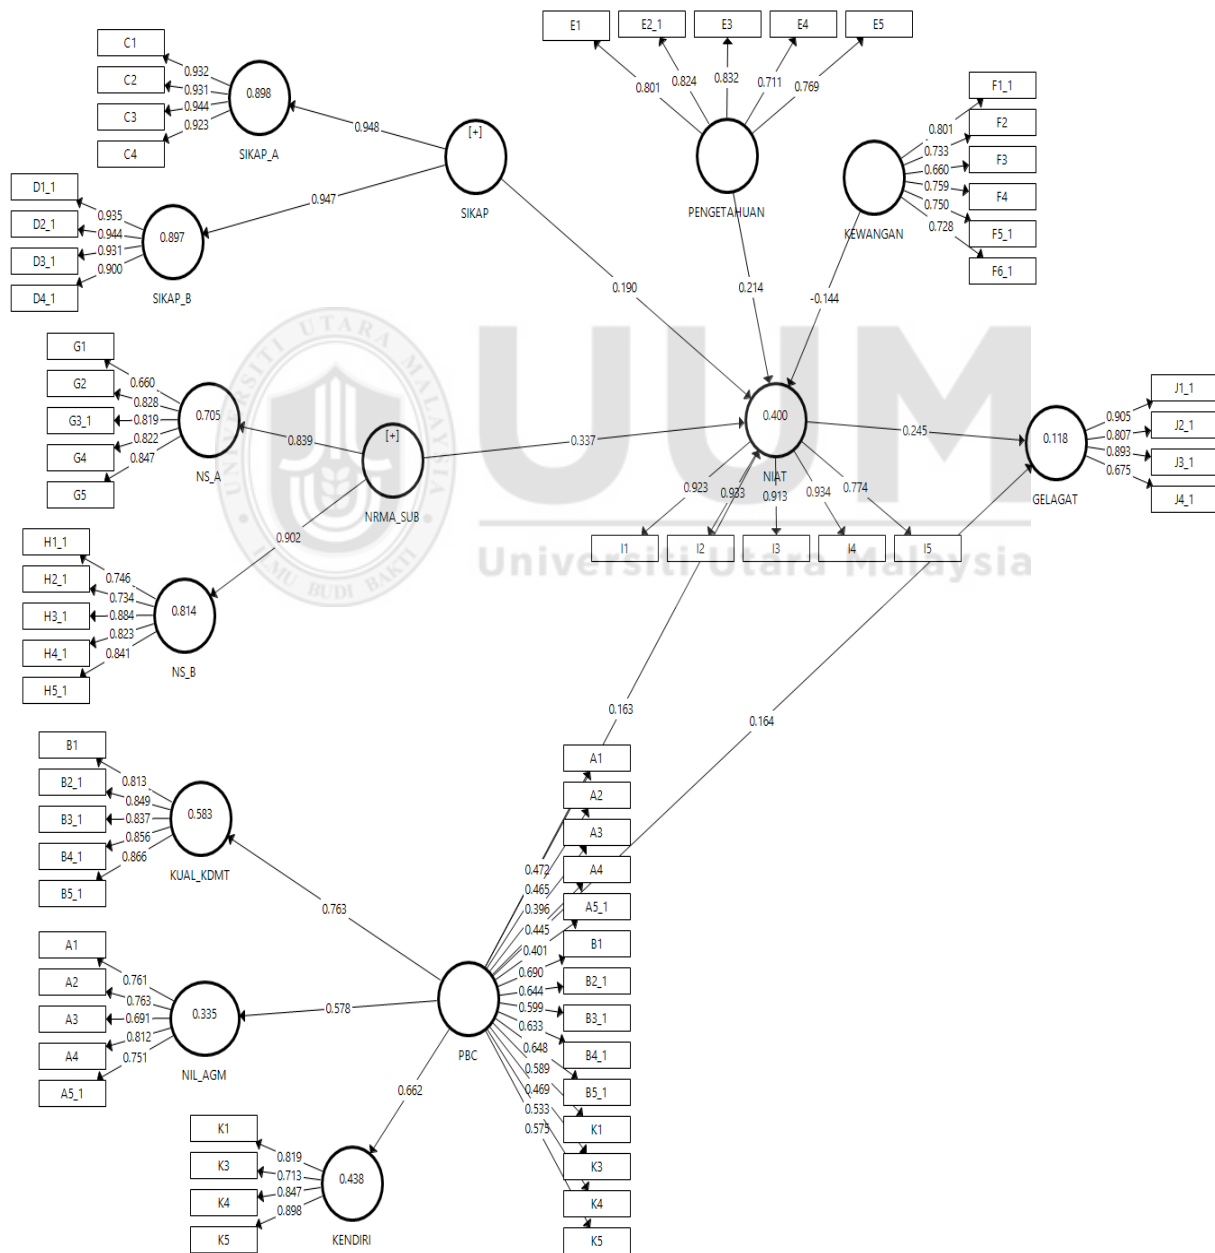 E1
E2_1
E3
E4
E5
0.801
0.824
0.832
0.711
0.769
PENGETAHUAN
C1
C2
C3
C4
0.932
0.931
0.944
0.923
0.898
SIKAP_A
0.948
[+]
SIKAP
D1_1
D2_1
D3_1
D4_1
0.935
0.944
0.931
0.900
0.897
SIKAP_B
0.947
F1_1
F2
F3
F4
F5_1
F6_1
0.801
0.733
0.660
0.759
0.750
0.728
KEWANGAN
0.190
0.214
-0.144
G1
G2
G3_1
G4
G5
0.660
0.828
0.819
0.822
0.847
0.705
NS_A
0.839
[+]
NRMA_SUB
0.337
0.400
NIAT
0.245
0.118
GELAGAT
0.905
0.807
0.893
0.675
J1_1
J2_1
J3_1
J4_1
0.923
0.933
0.913
0.934
0.774
I1
I2
I3
I4
I5
UNIVERSITI UTARA MALAYSIA
ILMU BUDI BAKTI
UUM
Universiti Utara Malaysia
0.902
H1_1
H2_1
H3_1
H4_1
H5_1
0.746
0.734
0.884
0.823
0.841
0.814
NS_B
0.163
0.164
B1
B2_1
B3_1
B4_1
B5_1
0.813
0.849
0.837
0.856
0.866
0.583
KUAL_KDMT
0.763
A1
A2
A3
A4
A5_1
0.761
0.763
0.691
0.812
0.751
0.335
NIL_AGM
0.578
PBC
0.662
K1
K3
K4
K5
0.819
0.713
0.847
0.898
0.438
KENDIRI
0.472
0.465
0.396
0.445
0.401
0.690
0.644
0.599
0.633
0.648
0.589
0.469
0.533
0.575
A1
A2
A3
A4
A5_1
B1
B2_1
B3_1
B4_1
B5_1
K1
K3
K4
K5